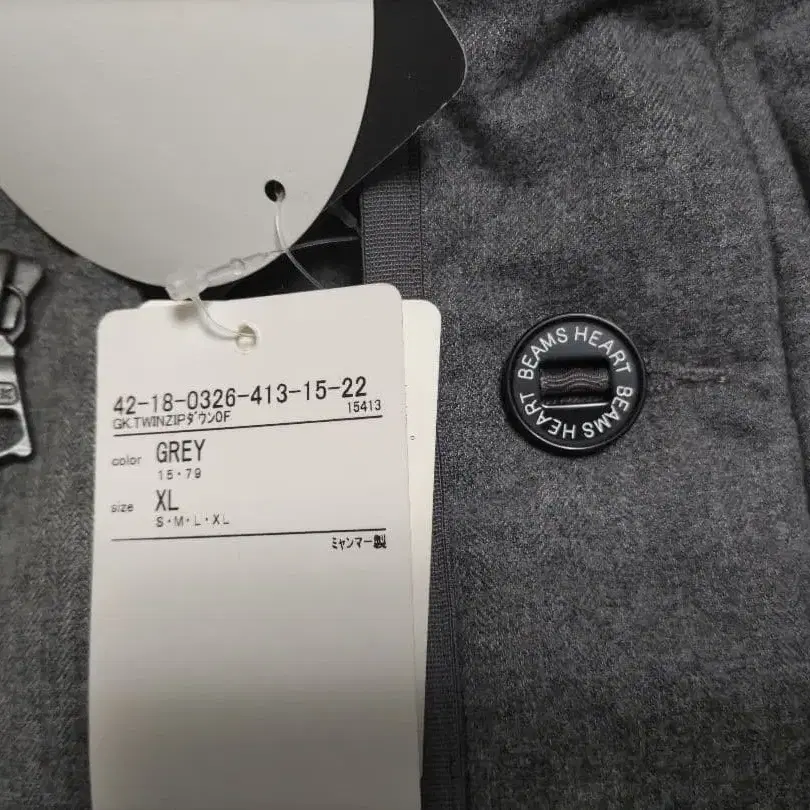 42-18-0326-413-15-22
GK.TWINZIPダウンOF 15413
color GREY
15・79
size XL
S・M・L・XL
ミャンマー製
BEAMS HEART BEAMS HEART